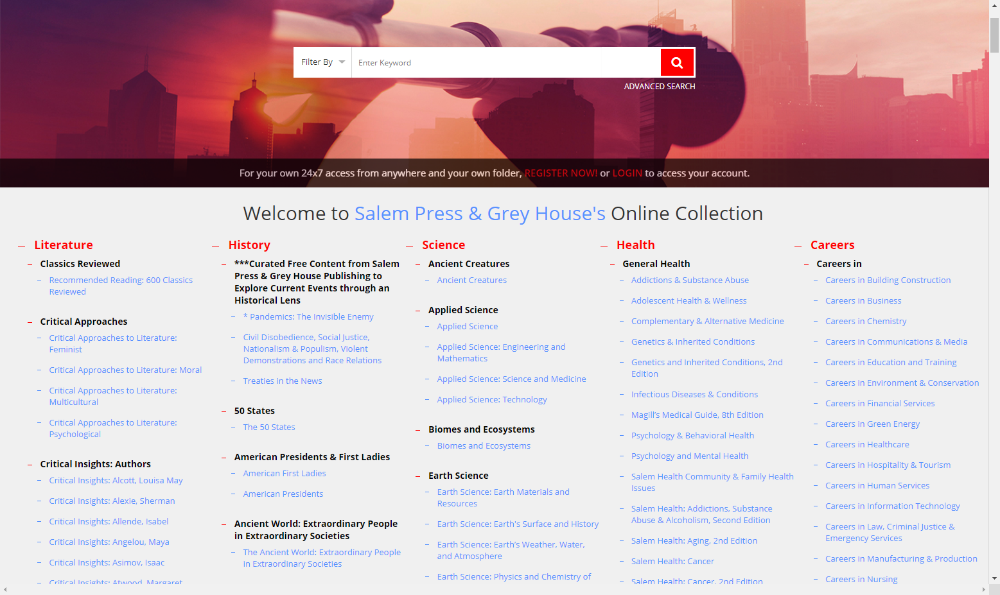 Filter By
Enter Keyword
ADVANCED SEARCH
For your own 24x7 access from anywhere and your own folder, REGISTER NOW! or LOGIN to access your account.
Welcome to Salem Press & Grey House's Online Collection
Literature
Classics Reviewed
Recommended Reading: 600 Classics
Reviewed
Critical Approaches
Critical Approaches to Literature:
Feminist
Critical Approaches to Literature: Moral
Critical Approaches to Literature:
Multicultural
Critical Approaches to Literature:
Psychological
Critical Insights: Authors
Critical Insights: Alcott, Louisa May
Critical Insights: Alexie, Sherman
Critical Insights: Allende, Isabel
Critical Insights: Angelou, Maya
Critical Insights: Asimov, Isaac
Critical Insights: Atwood, Margaret
History
***Curated Free Content from Salem
Press & Grey House Publishing to
Explore Current Events through an
Historical Lens
* Pandemics: The Invisible Enemy
Civil Disobedience, Social Justice,
Nationalism & Populism, Violent
Demonstrations and Race Relations
Treaties in the News
50 States
The 50 States
American Presidents & First Ladies
American First Ladies
American Presidents
Ancient World: Extraordinary People
in Extraordinary Societies
The Ancient World: Extraordinary People
in Extraordinary Societies
Science
Ancient Creatures
Ancient Creatures
Applied Science
Applied Science
Applied Science: Engineering and
Mathematics
Applied Science: Science and Medicine
Applied Science: Technology
Biomes and Ecosystems
Biomes and Ecosystems
Earth Science
Earth Science: Earth Materials and
Resources
Earth Science: Earth's Surface and History
Earth Science: Earth’s Weather, Water,
and Atmosphere
Earth Science: Physics and Chemistry of
Health
General Health
Addictions & Substance Abuse
Adolescent Health & Wellness
Complementary & Alternative Medicine
Genetics & Inherited Conditions
Genetics and Inherited Conditions, 2nd
Edition
Infectious Diseases & Conditions
Magill’s Medical Guide, 8th Edition
Psychology & Behavioral Health
Psychology and Mental Health
Salem Health Community & Family Health
Issues
Salem Health: Addictions, Substance
Abuse & Alcoholism, Second Edition
Salem Health: Aging, 2nd Edition
Salem Health: Cancer
Salem Health: Cancer, 2nd Edition
Careers
Careers in
Careers in Building Construction
Careers in Business
Careers in Chemistry
Careers in Communications & Media
Careers in Education and Training
Careers in Environment & Conservation
Careers in Financial Services
Careers in Green Energy
Careers in Healthcare
Careers in Hospitality & Tourism
Careers in Human Services
Careers in Information Technology
Careers in Law, Criminal Justice &
Emergency Services
Careers in Manufacturing & Production
Careers in Nursing